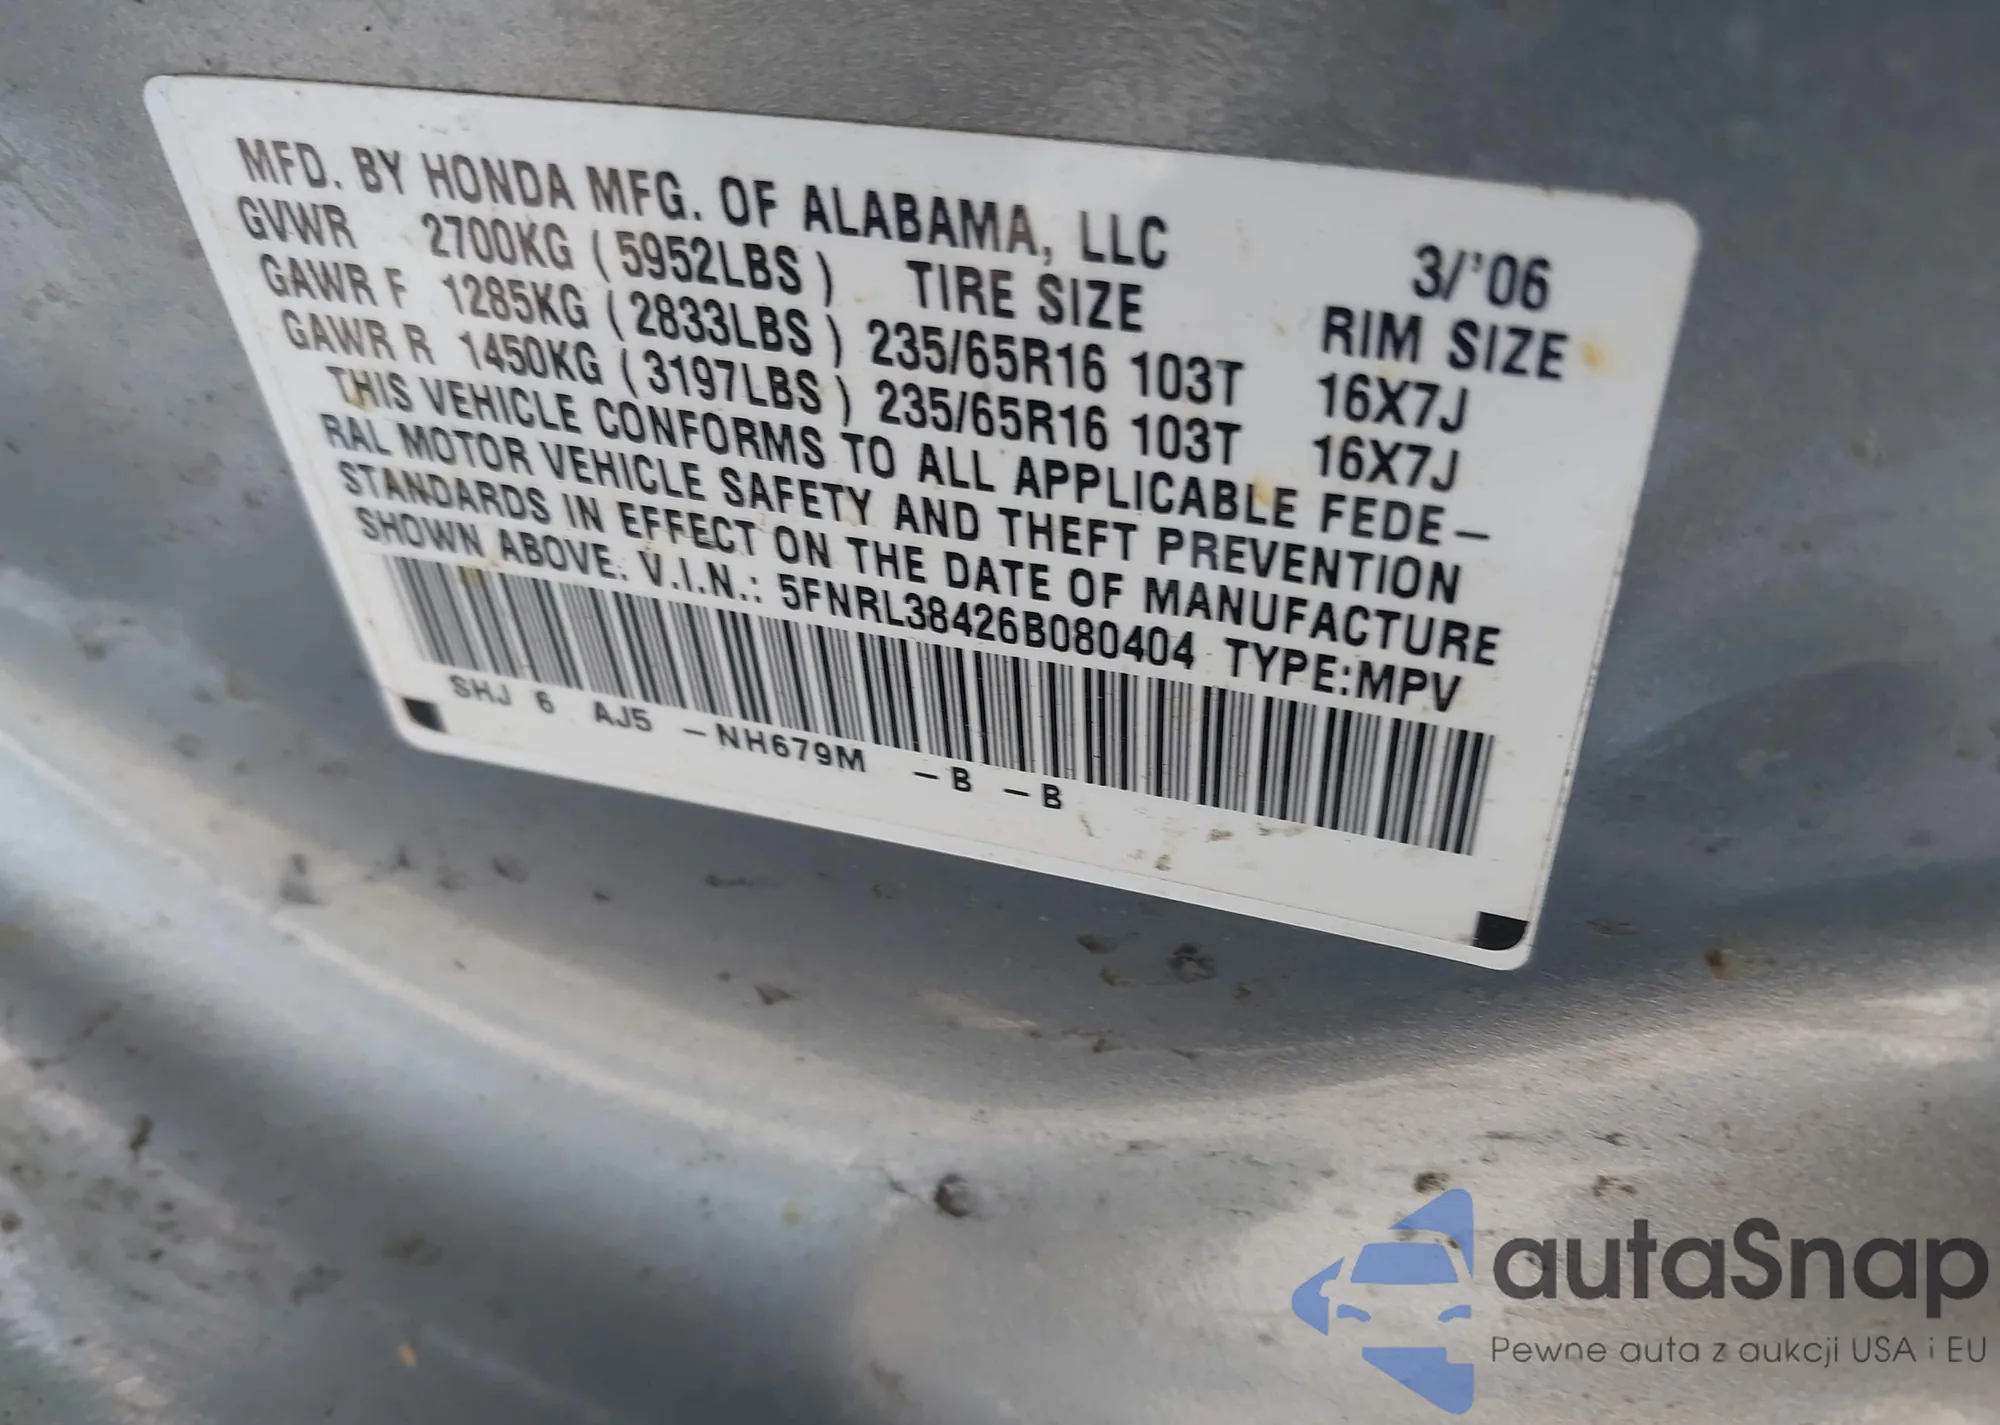 MFD. BY HONDA MFG. OF ALABAMA, LLC 3/'06
GVWR 2700KG ( 5952LBS ) TIRE SIZE RIM SIZE
GAWR F 1285KG ( 2833LBS ) 235/65R16 103T 16X7J
GAWR R 1450KG ( 3197LBS ) 235/65R16 103T 16X7J
THIS VEHICLE CONFORMS TO ALL APPLICABLE FEDE–
RAL MOTOR VEHICLE SAFETY AND THEFT PREVENTION
STANDARDS IN EFFECT ON THE DATE OF MANUFACTURE
SHOWN ABOVE. V.I.N.: 5FNRL38426B080404 TYPE:MPV
SHJ 6 AJ5 –NH679M –B –B
autaSnap
Pewne auta z aukcji USA i EU